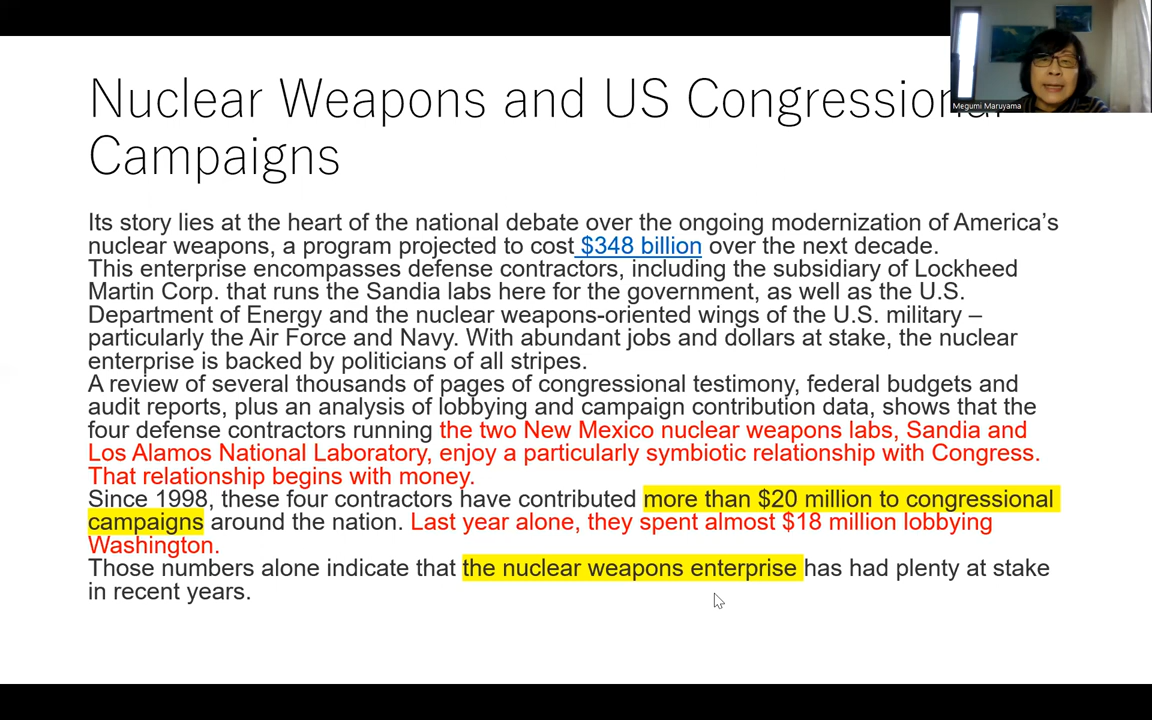 Nuclear Weapons and US Congressional
Campaigns
Megumi Maruyama
Its story lies at the heart of the national debate over the ongoing modernization of America’s
nuclear weapons, a program projected to cost $348 billion over the next decade.
This enterprise encompasses defense contractors, including the subsidiary of Lockheed
Martin Corp. that runs the Sandia labs here for the government, as well as the U.S.
Department of Energy and the nuclear weapons-oriented wings of the U.S. military –
particularly the Air Force and Navy. With abundant jobs and dollars at stake, the nuclear
enterprise is backed by politicians of all stripes.
A review of several thousands of pages of congressional testimony, federal budgets and
audit reports, plus an analysis of lobbying and campaign contribution data, shows that the
four defense contractors running the two New Mexico nuclear weapons labs, Sandia and
Los Alamos National Laboratory, enjoy a particularly symbiotic relationship with Congress.
That relationship begins with money.
Since 1998, these four contractors have contributed more than $20 million to congressional
campaigns around the nation. Last year alone, they spent almost $18 million lobbying
Washington.
Those numbers alone indicate that the nuclear weapons enterprise has had plenty at stake
in recent years.